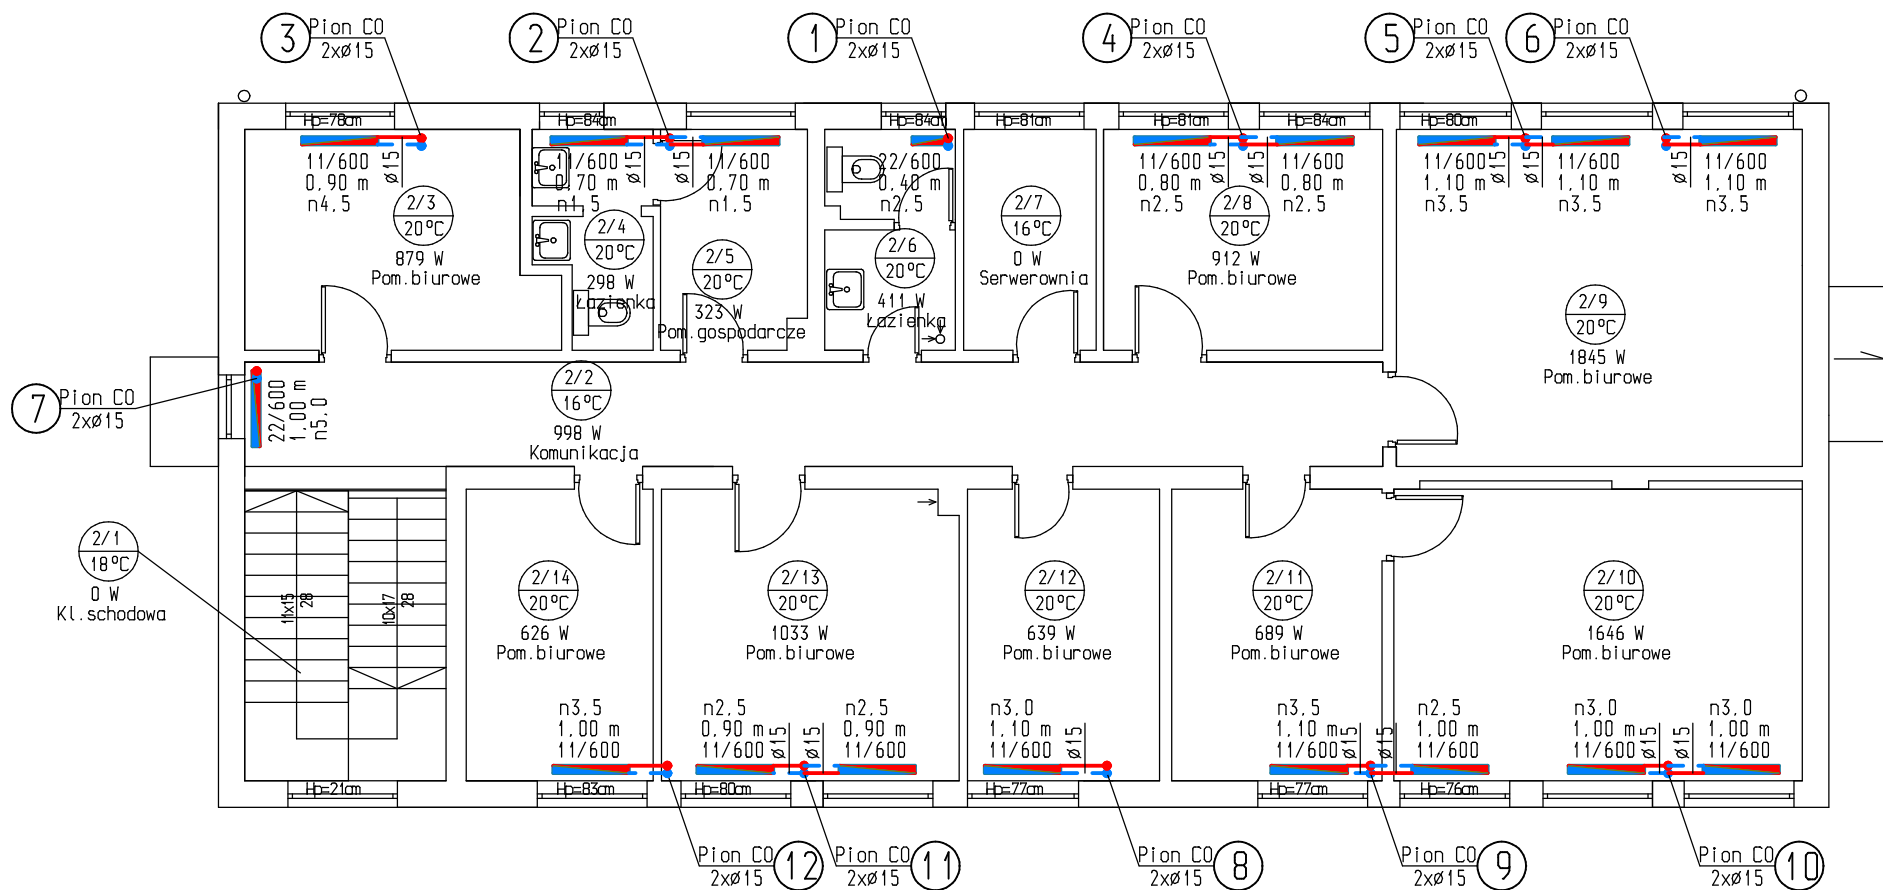 3 Pion CO
2xø15
2 Pion CO
2xø15
1 Pion CO
2xø15
4 Pion CO
2xø15
5 Pion CO
2xø15
6 Pion CO
2xø15
Hp=78cm
Hp=84cm
Hp=84cm
Hp=81cm
Hp=81cm
Hp=84cm
Hp=80cm
11/600
0,90 m
n4,5
ø15
11/600
0,70 m
n1,5
ø15
ø15
11/600
0,70 m
n1,5
22/600
0,40 m
n2,5
11/600
0,80 m
n2,5
ø15
ø15
11/600
0,80 m
n2,5
11/600
1,10 m
n3,5
ø15
ø15
11/600
1,10 m
n3,5
ø15
11/600
1,10 m
n3,5
2/3
20°C
879 W
Pom.biurowe
2/4
20°C
298 W
Łazienka
2/5
20°C
323 W
Pom.gospodarcze
2/6
20°C
411 W
Łazienka
2/7
16°C
0 W
Serwerownia
2/8
20°C
912 W
Pom.biurowe
2/9
20°C
1845 W
Pom.biurowe
7 Pion CO
2xø15
22/600
1,00 m
n5,0
2/2
16°C
998 W
Komunikacja
2/1
18°C
0 W
Kl.schodowa
11x15
28
10x17
28
2/14
20°C
626 W
Pom.biurowe
2/13
20°C
1033 W
Pom.biurowe
2/12
20°C
639 W
Pom.biurowe
2/11
20°C
689 W
Pom.biurowe
2/10
20°C
1646 W
Pom.biurowe
n3,5
1,00 m
11/600
n2,5
0,90 m
11/600
ø15
ø15
n2,5
0,90 m
11/600
n3,0
1,10 m
11/600
ø15
n3,5
1,10 m
11/600
ø15
ø15
n2,5
1,00 m
11/600
n3,0
1,00 m
11/600
ø15
ø15
n3,0
1,00 m
11/600
Hp=21cm
Hp=83cm
Hp=80cm
Hp=77cm
Hp=77cm
Hp=76cm
Pion CO 12
2xø15
Pion CO 11
2xø15
Pion CO 8
2xø15
Pion CO 9
2xø15
Pion CO 10
2xø15